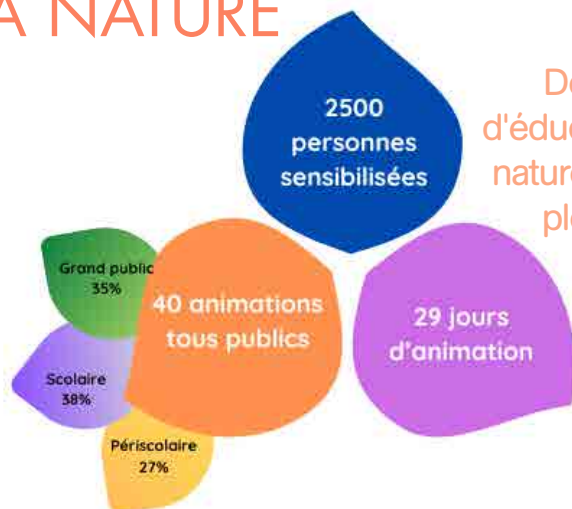 A NATURE
2500
personnes
sensibilisées
Grand public
35%
40 animations
tous publics
29 jours
d'animation
Scolaire
38%
Périscolaire
27%